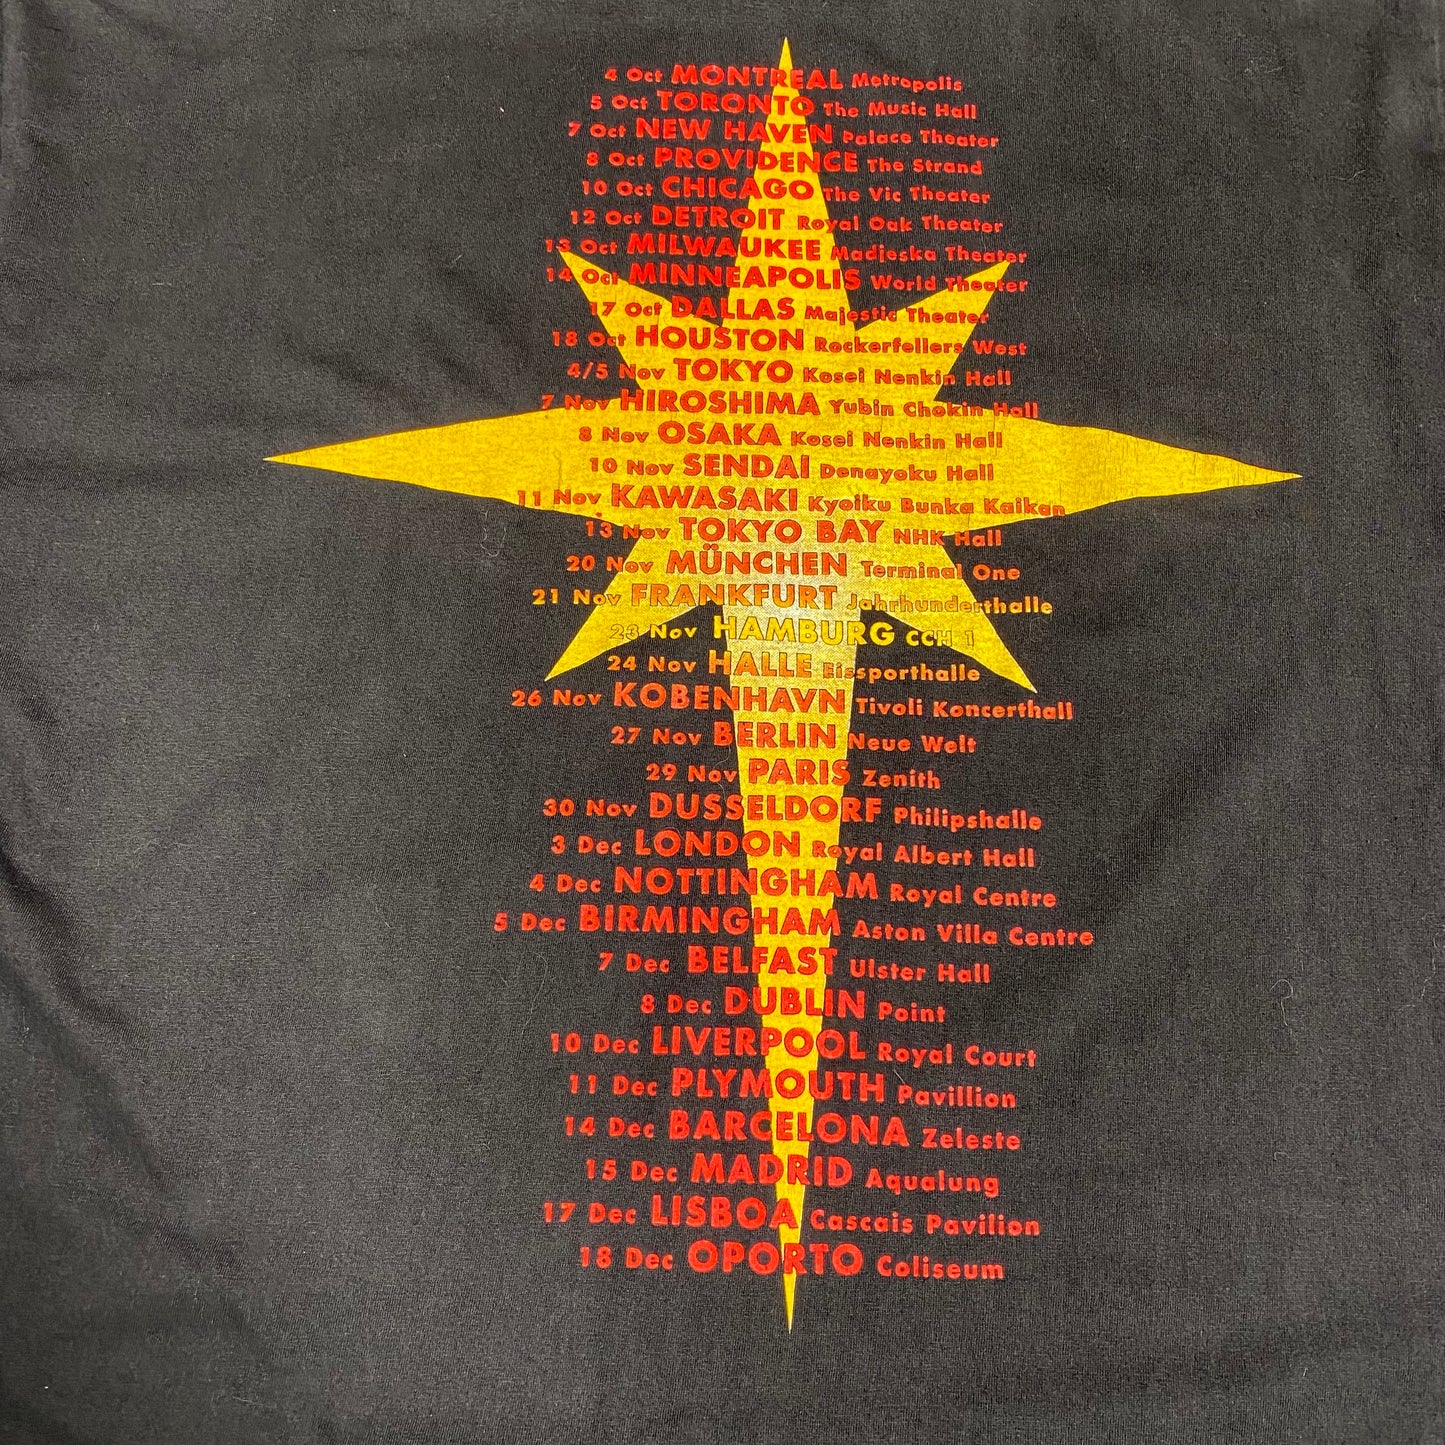 4 Oct MONTREAL Metropolis
5 Oct TORONTO The Music Hall
7 Oct NEW HAVEN Palace Theater
8 Oct PROVIDENCE The Strand
10 Oct CHICAGO The Vic Theater
12 Oct DETROIT Royal Oak Theater
13 Oct MILWAUKEE Madjeska Theater
14 Oct MINNEAPOLIS World Theater
17 Oct DALLAS Majestic Theater
18 Oct HOUSTON Rockerfellers West
4/5 Nov TOKYO Kosei Nenkin Hall
7 Nov HIROSHIMA Yubin Chokin Hall
8 Nov OSAKA Kosei Nenkin Hall
10 Nov SENDAI Denayoku Hall
11 Nov KAWASAKI Kyoiku Bunka Kaikan
13 Nov TOKYO BAY NHK Hall
20 Nov MÜNCHEN Terminal One
21 Nov FRANKFURT Jahrhunderthalle
23 Nov HAMBURG CCH 1
24 Nov HALLE Eissporthalle
26 Nov KOBENHAVN Tivoli Koncerthall
27 Nov BERLIN Neue Welt
29 Nov PARIS Zenith
30 Nov DUSSELDORF Philipshalle
3 Dec LONDON Royal Albert Hall
4 Dec NOTTINGHAM Royal Centre
5 Dec BIRMINGHAM Aston Villa Centre
7 Dec BELFAST Ulster Hall
8 Dec DUBLIN Point
10 Dec LIVERPOOL Royal Court
11 Dec PLYMOUTH Pavillion
14 Dec BARCELONA Zeleste
15 Dec MADRID Aqualung
17 Dec LISBOA Cascais Pavilion
18 Dec OPORTO Coliseum